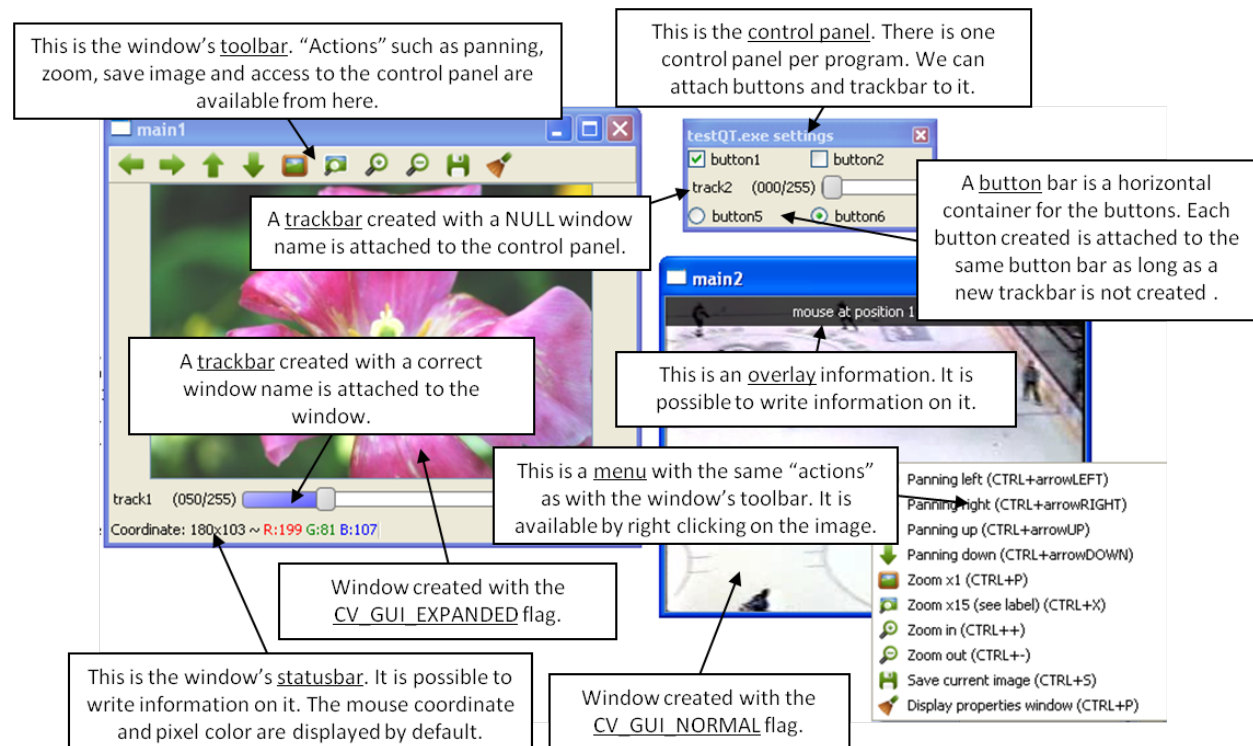 This is the window’s toolbar. “Actions” such as panning,
zoom, save image and access to the control panel are
available from here.
This is the control panel. There is one
control panel per program. We can
attach buttons and trackbar to it.
main1
testQT.exe settings
button1
button2
track2 (000/255)
button5
button6
A trackbar created with a NULL window
name is attached to the control panel.
A button bar is a horizontal
container for the buttons. Each
button created is attached to the
same button bar as long as a
new trackbar is not created .
main2
mouse at position 1
A trackbar created with a correct
window name is attached to the
window.
This is an overlay information. It is
possible to write information on it.
This is a menu with the same “actions”
as with the window’s toolbar. It is
available by right clicking on the image.
track1 (050/255)
Coordinate: 180x103 ~ R:199 G:81 B:107
Panning left (CTRL+arrowLEFT)
Panning right (CTRL+arrowRIGHT)
Panning up (CTRL+arrowUP)
Panning down (CTRL+arrowDOWN)
Zoom x1 (CTRL+P)
Zoom x15 (see label) (CTRL+X)
Zoom in (CTRL++)
Zoom out (CTRL+-)
Save current image (CTRL+S)
Display properties window (CTRL+P)
Window created with the
CV_GUI_EXPANDED flag.
This is the window’s statusbar. It is possible to
write information on it. The mouse coordinate
and pixel color are displayed by default.
Window created with the
CV_GUI_NORMAL flag.